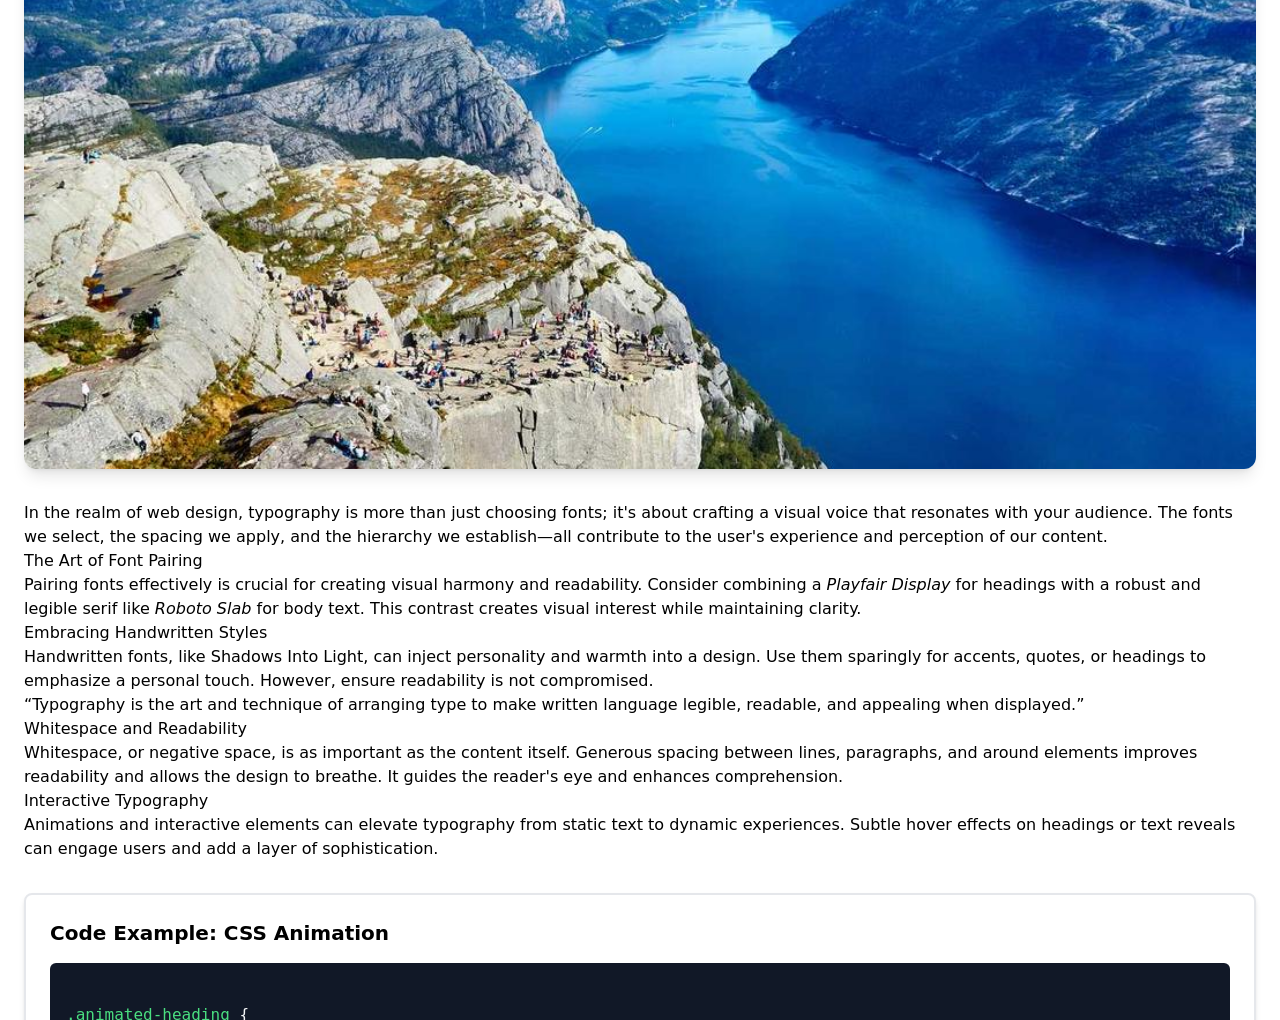 In the realm of web design, typography is more than just choosing fonts; it's about crafting a visual voice that resonates with your audience. The fonts
we select, the spacing we apply, and the hierarchy we establish—all contribute to the user's experience and perception of our content.
The Art of Font Pairing
Pairing fonts effectively is crucial for creating visual harmony and readability. Consider combining a Playfair Display for headings with a robust and
legible serif like Roboto Slab for body text. This contrast creates visual interest while maintaining clarity.
Embracing Handwritten Styles
Handwritten fonts, like Shadows Into Light, can inject personality and warmth into a design. Use them sparingly for accents, quotes, or headings to
emphasize a personal touch. However, ensure readability is not compromised.
“Typography is the art and technique of arranging type to make written language legible, readable, and appealing when displayed.”
Whitespace and Readability
Whitespace, or negative space, is as important as the content itself. Generous spacing between lines, paragraphs, and around elements improves
readability and allows the design to breathe. It guides the reader's eye and enhances comprehension.
Interactive Typography
Animations and interactive elements can elevate typography from static text to dynamic experiences. Subtle hover effects on headings or text reveals
can engage users and add a layer of sophistication.
Code Example: CSS Animation
.animated-heading {